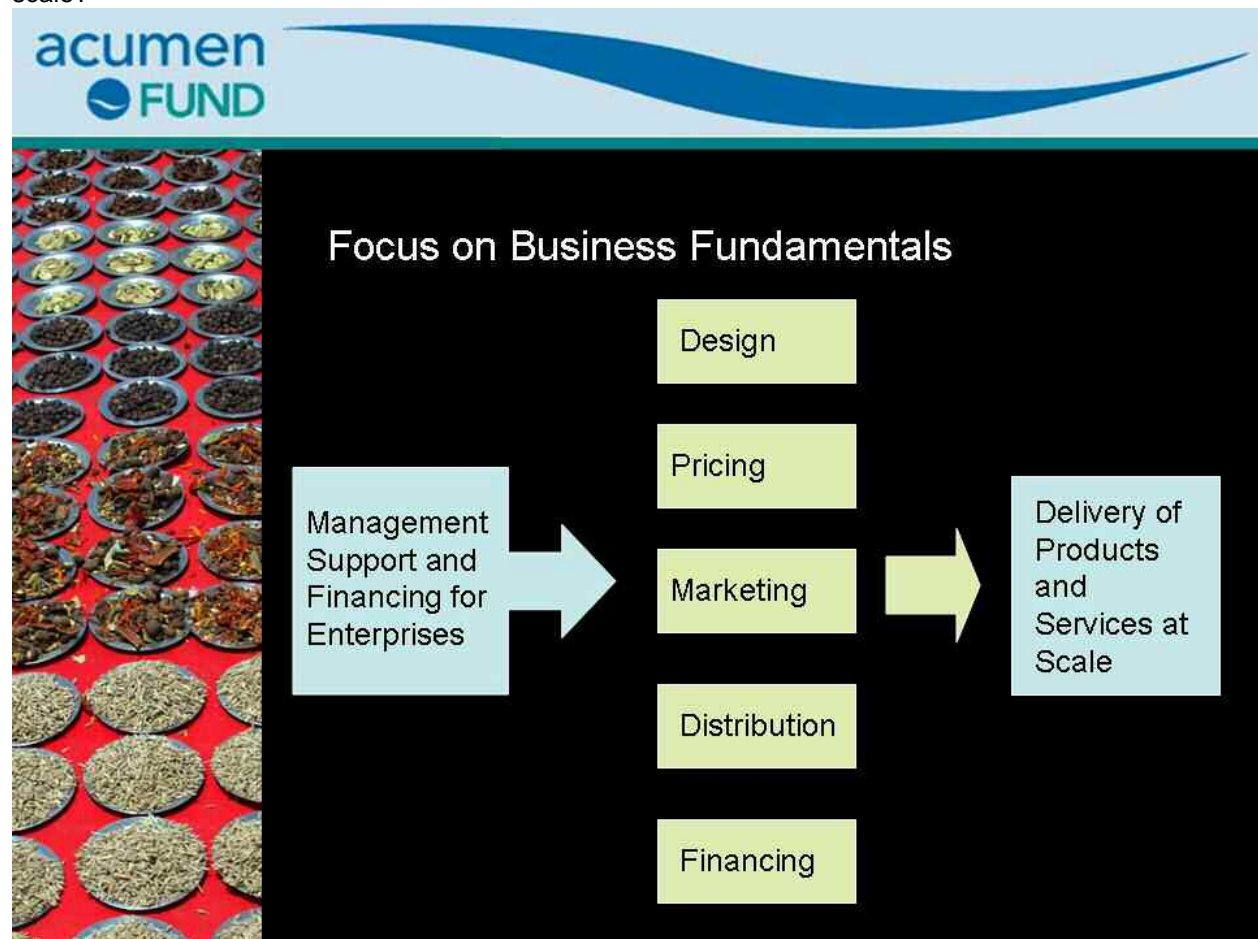 scale?
acumen
FUND
Focus on Business Fundamentals
Management
Support and
Financing for
Enterprises
Design
Pricing
Marketing
Distribution
Financing
Delivery of
Products
and
Services at
Scale